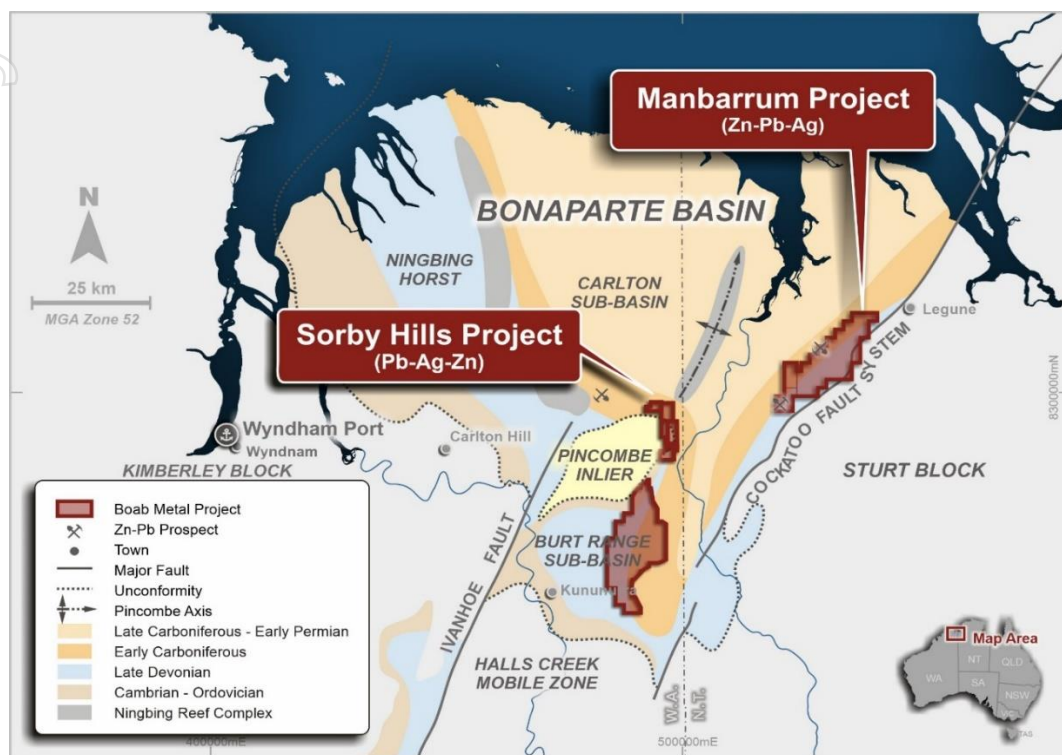 Manbarrum Project
(Zn-Pb-Ag)
BONAPARTE BASIN
N
NINGBING
HORST
CARLTON
SUB-BASIN
25 km
MGA Zone 52
Legune
Sorby Hills Project
(Pb-Ag-Zn)
COCKATOO FAULT SYSTEM
8300000mN
Wyndham Port
Wyndnam
Carlton Hill
KIMBERLEY BLOCK
PINCOMBE
INLIER
STURT BLOCK
BURT RANGE
SUB-BASIN
IVANHOE FAULT
HALLS CREEK
MOBILE ZONE
W.A.
N.T.
Boab Metal Project
Zn-Pb Prospect
Town
Major Fault
Unconformity
Pincombe Axis
Late Carboniferous - Early Permian
Early Carboniferous
Late Devonian
Cambrian - Ordovician
Ningbing Reef Complex
Map Area
WA
NT
QLD
SA
NSW
TAS
500000mE